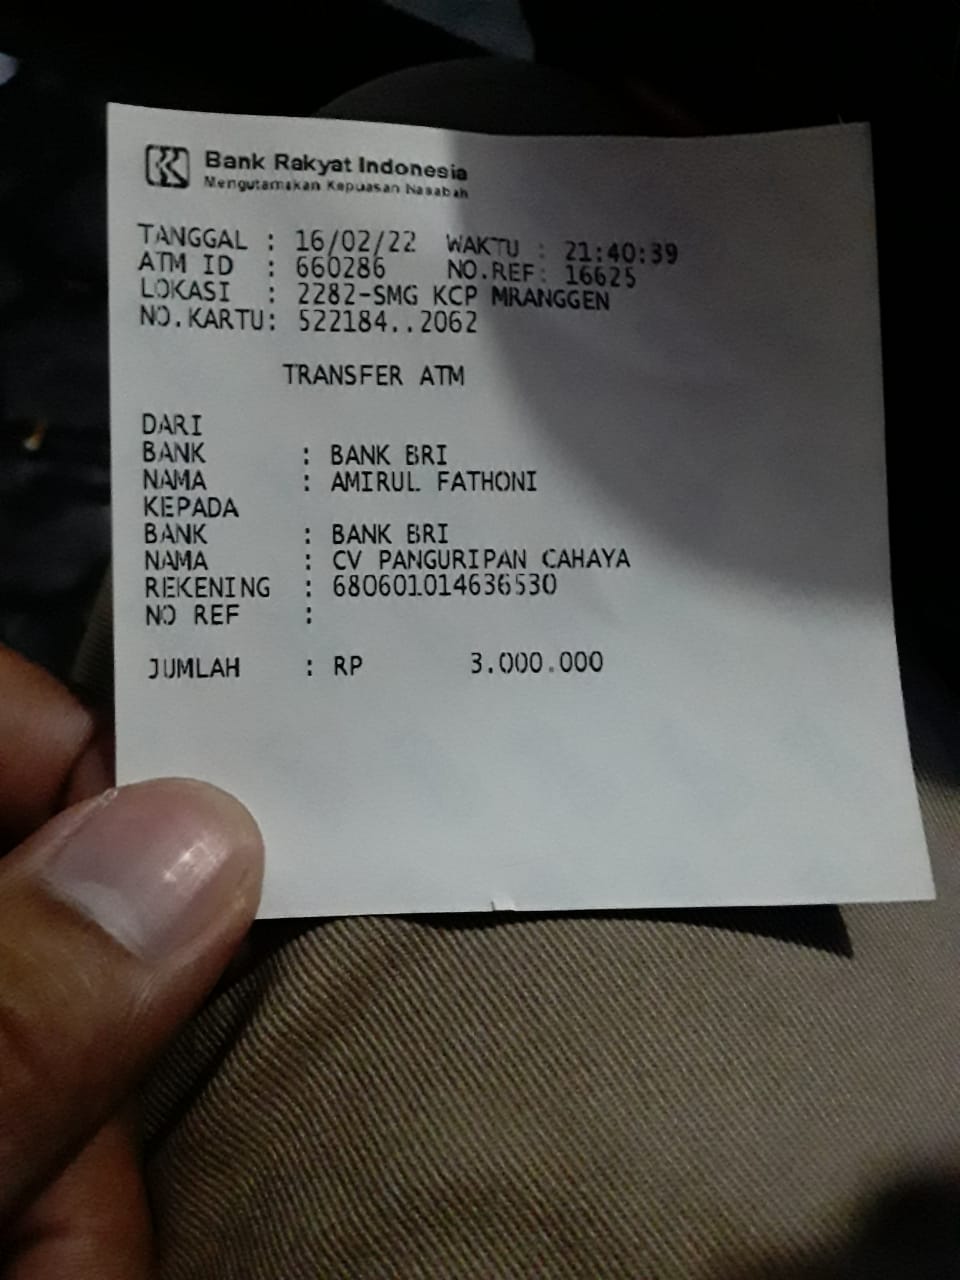 Bank Rakyat Indonesia
Mengutamakan Kepuasan Nasabah
TANGGAL : 16/02/22 WAKTU : 21:40:39
ATM ID : 660286 NO.REF: 16625
LOKASI : 2282-SMG KCP MRANGGEN
NO.KARTU: 522184..2062
TRANSFER ATM
DARI
BANK : BANK BRI
NAMA : AMIRUL FATHONI
KEPADA
BANK : BANK BRI
NAMA : CV PANGURIPAN CAHAYA
REKENING : 680601014636530
NO REF :
JUMLAH : RP 3.000.000